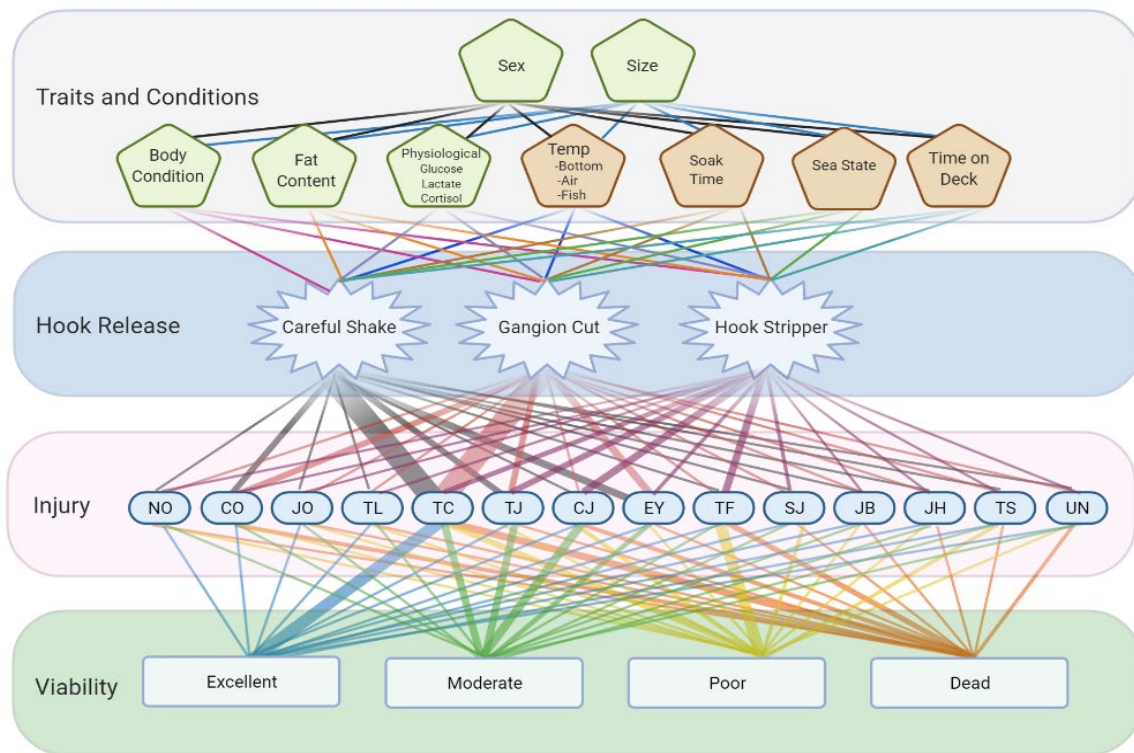 Sex
Size
Traits and Conditions
Body
Condition
Fat
Content
Physiological
Glucose
Lactate
Cortisol
Temp
-Bottom
-Air
-Fish
Soak
Time
Sea State
Time on
Deck
Hook Release
Careful Shake
Gangion Cut
Hook Stripper
Injury
NO
CO
JO
TL
TC
TJ
CJ
EY
TF
SJ
JB
JH
TS
UN
Viability
Excellent
Moderate
Poor
Dead